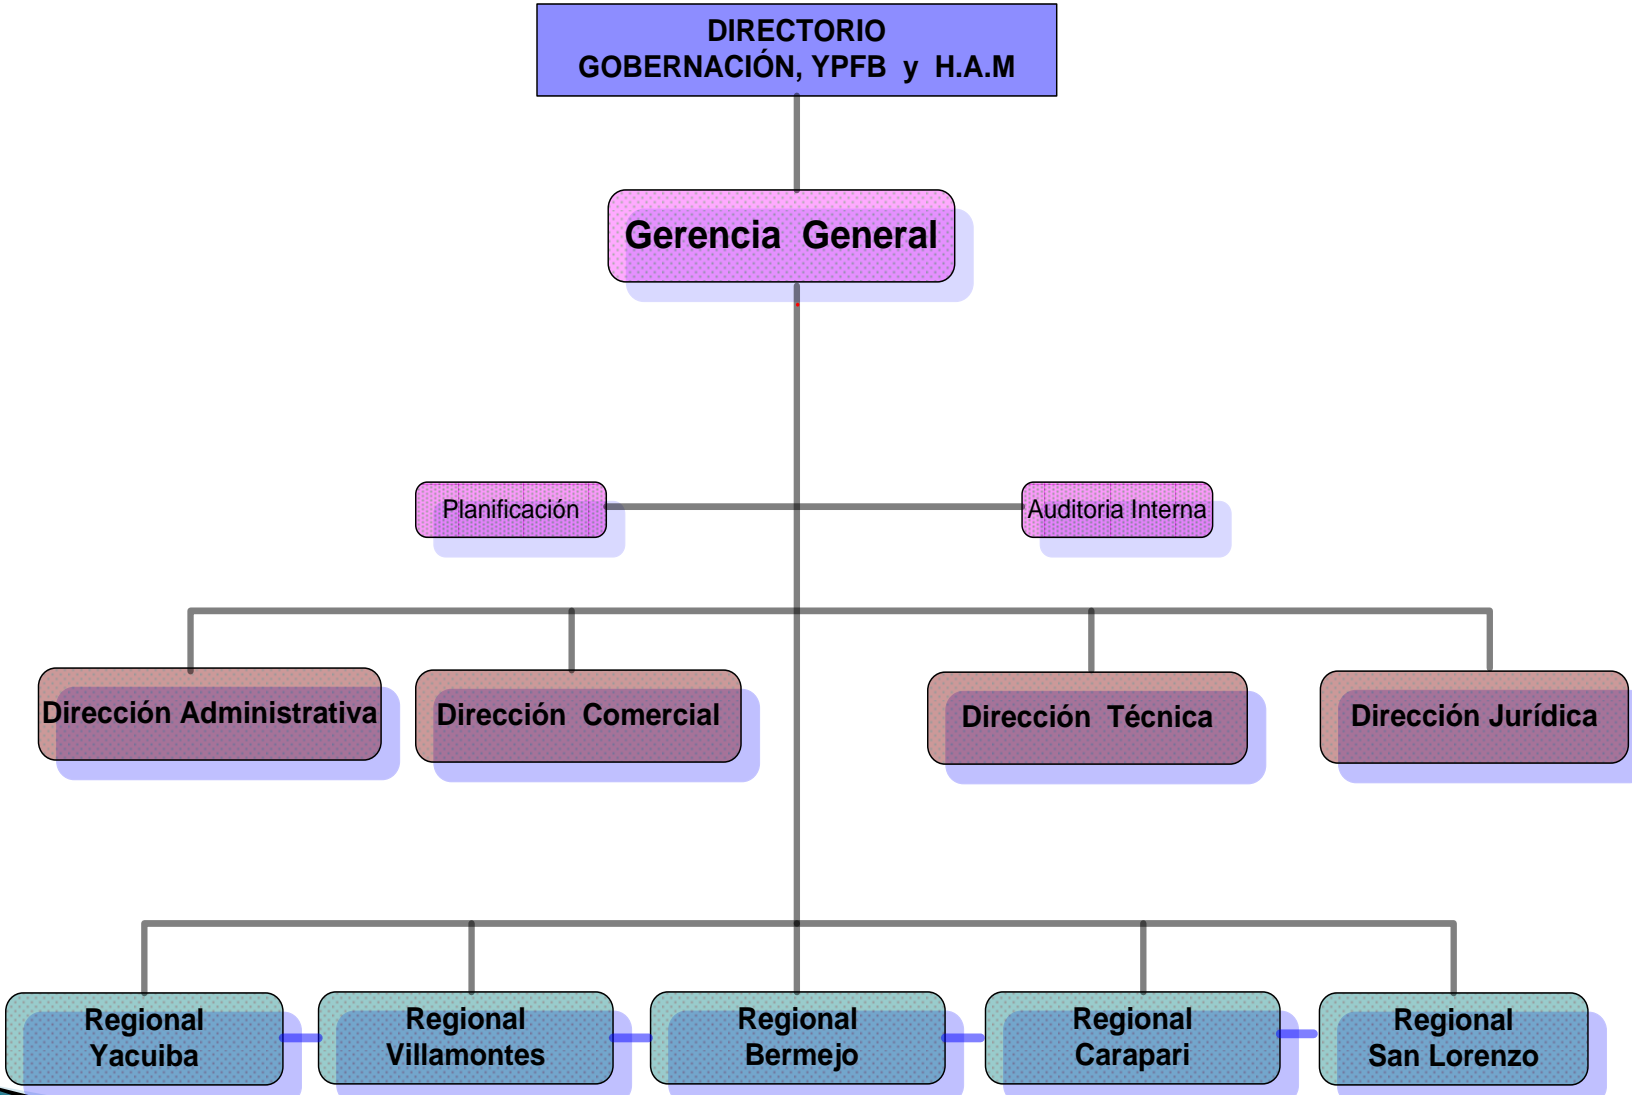 DIRECTORIO
GOBERNACIÓN, YPFB y H.A.M
Gerencia General
Planificación
Auditoria Interna
Dirección Administrativa
Dirección Comercial
Dirección Técnica
Dirección Jurídica
Regional
Yacuiba
Regional
Villamontes
Regional
Bermejo
Regional
Carapari
Regional
San Lorenzo